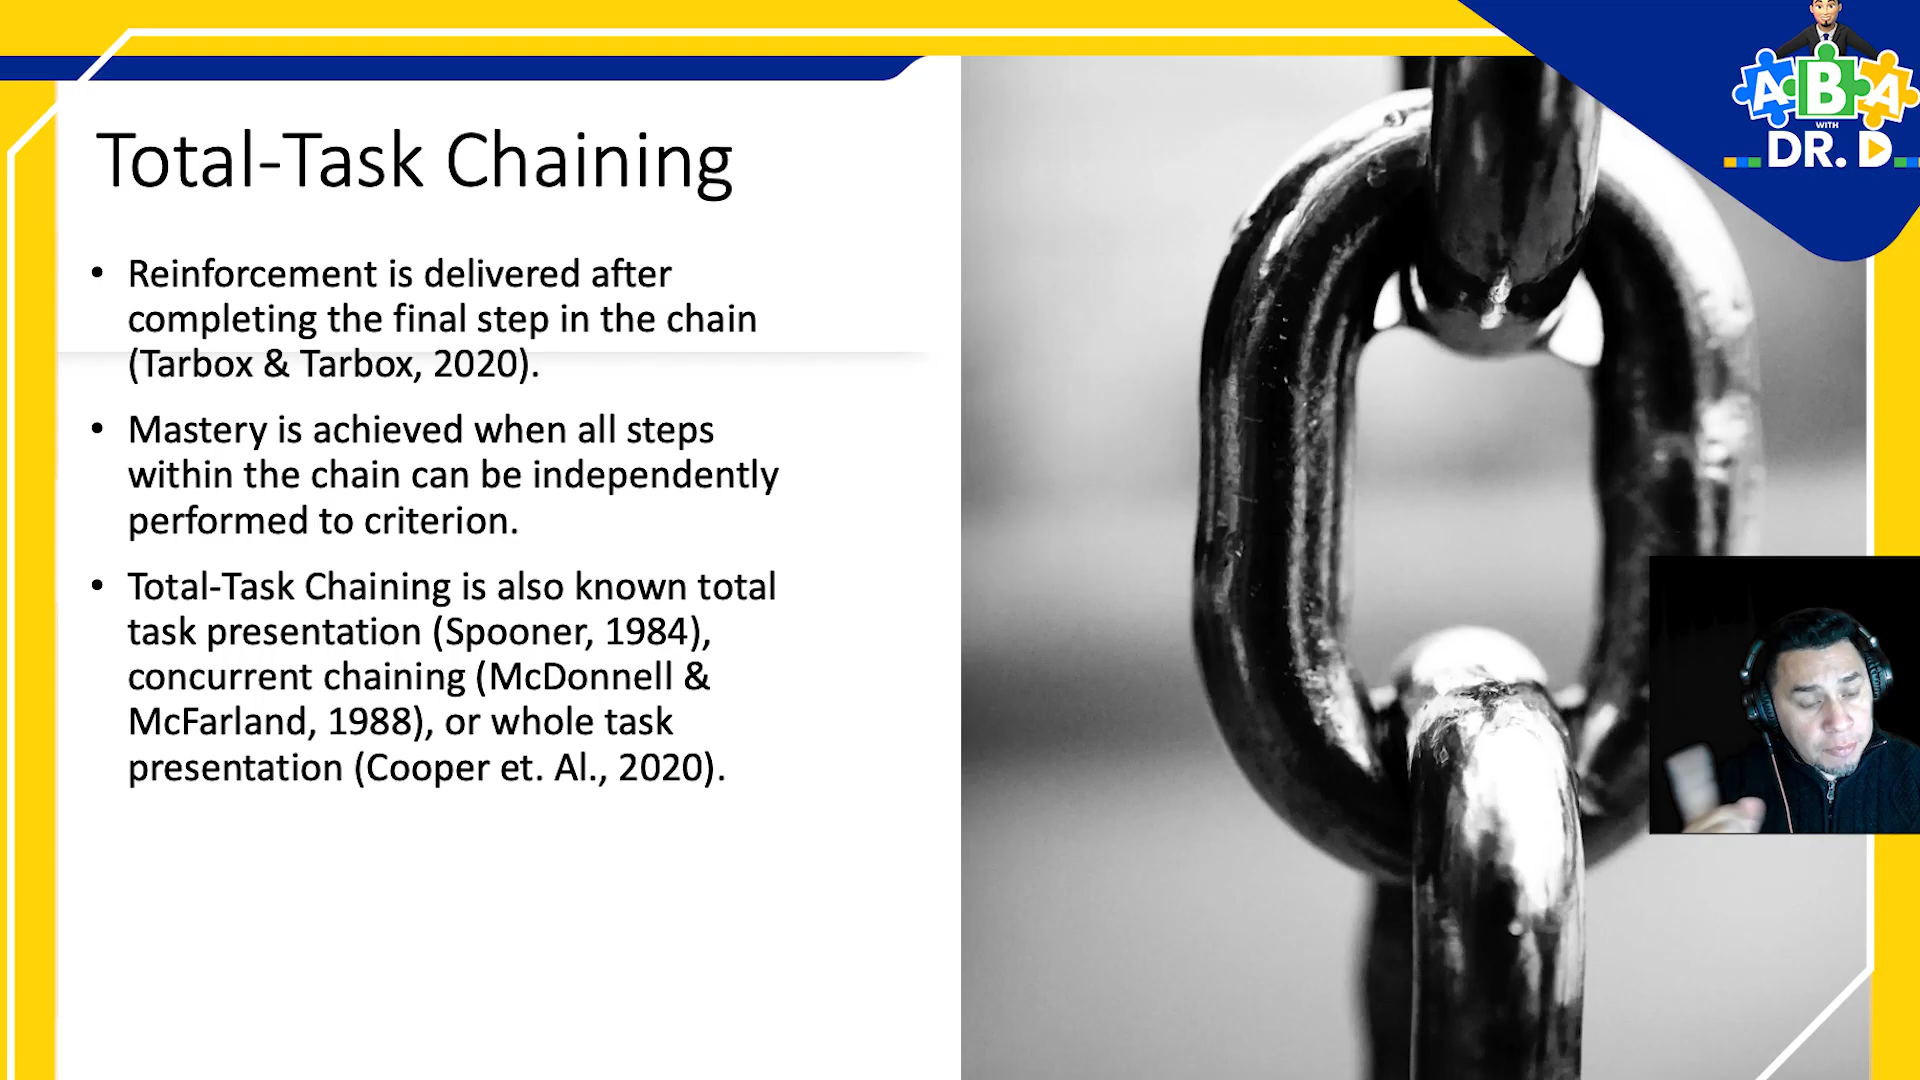 Total-Task Chaining
• Reinforcement is delivered after
completing the final step in the chain
(Tarbox & Tarbox, 2020).
• Mastery is achieved when all steps
within the chain can be independently
performed to criterion.
• Total-Task Chaining is also known total
task presentation (Spooner, 1984),
concurrent chaining (McDonnell &
McFarland, 1988), or whole task
presentation (Cooper et. Al., 2020).
ABA
WITH
DR. D